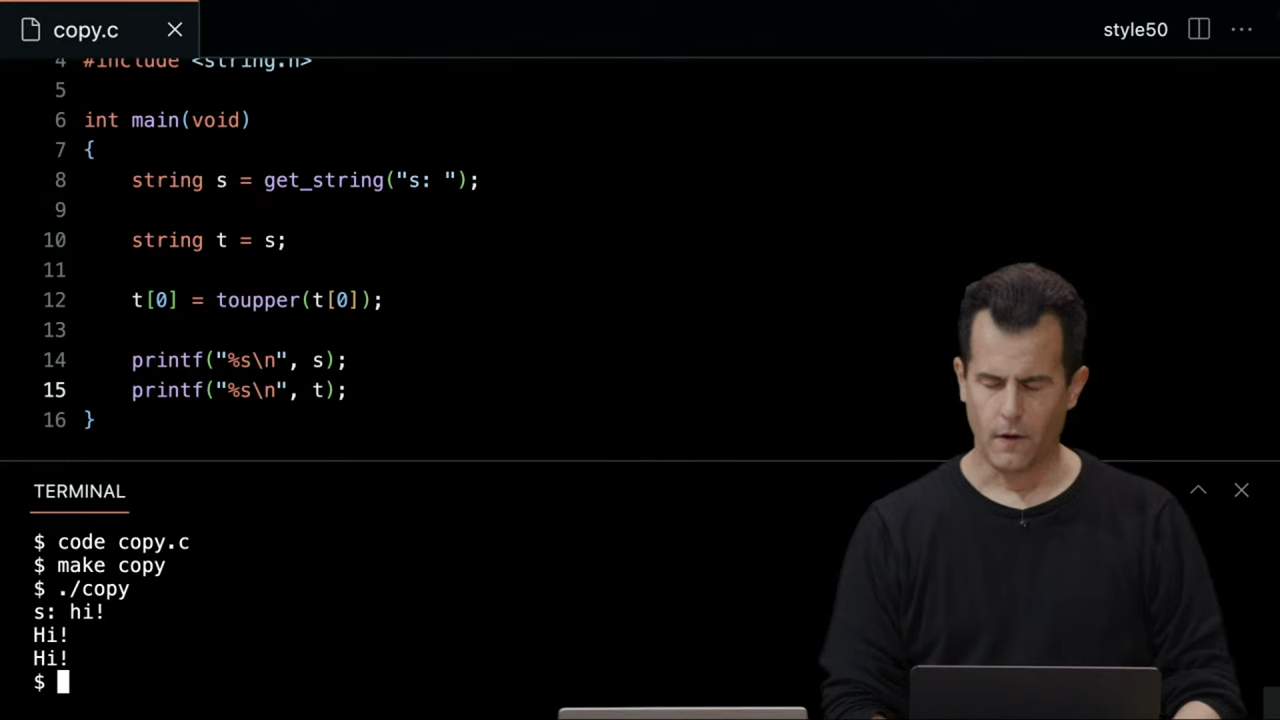 copy.c
style50
4 #include <string.h>
5
6 int main(void)
7 {
8 string s = get_string("s: ");
9
10 string t = s;
11
12 t[0] = toupper(t[0]);
13
14 printf("%s\n", s);
15 printf("%s\n", t);
16 }
TERMINAL
$ code copy.c
$ make copy
$ ./copy
s: hi!
Hi!
Hi!
$